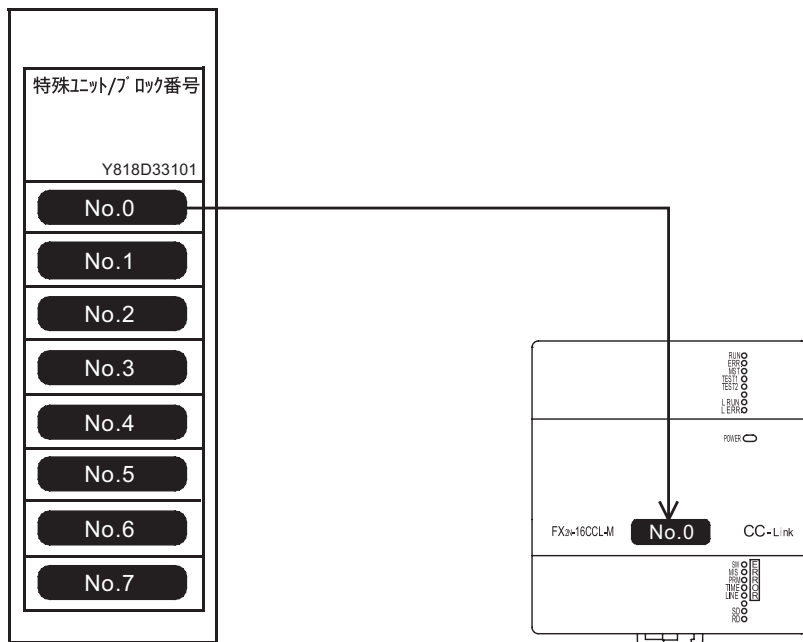 特殊ユニット/ブロック番号
Y818D33101
No.0
No.1
No.2
No.3
No.4
No.5
No.6
No.7
RUN
ERR
MST
TEST1
TEST2
L RUN
L ERR
POWER
FX2N-16CCL-M
No.0
CC-Link
SW
M/S
PRM
TIME
LINE
ERROR
SD
RD